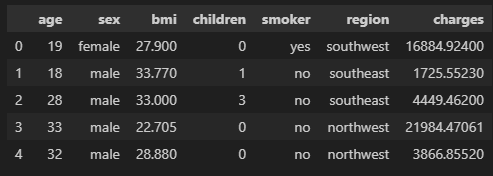 age sex bmi children smoker region charges
0 19 female 27.900 0 yes southwest 16884.92400
1 18 male 33.770 1 no southeast 1725.55230
2 28 male 33.000 3 no southeast 4449.46200
3 33 male 22.705 0 no northwest 21984.47061
4 32 male 28.880 0 no northwest 3866.85520